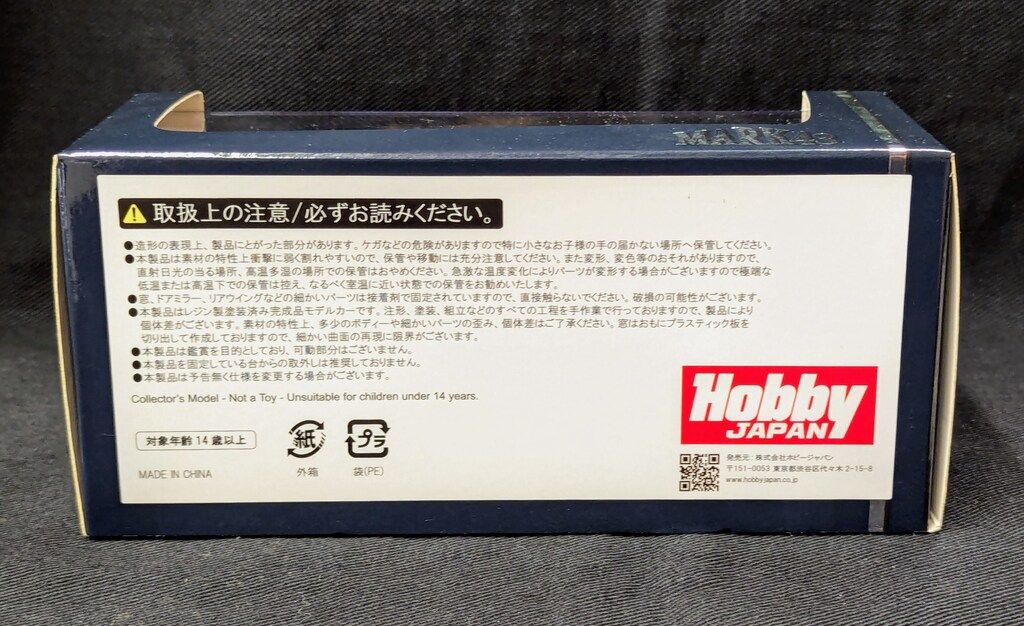 MARK43
取扱上の注意/必ずお読みください。
●造形の表現上、製品にとがった部分があります。ケガなどの危険がありますので特に小さなお子様の手の届かない場所へ保管してください。
●本製品は素材の特性上衝撃に弱く割れやすいので、保管や移動には充分注意してください。また変形、変色等のおそれがありますので、
直射日光の当る場所、高温多湿の場所での保管はおやめください。急激な温度変化によりパーツが変形する場合がございますので極端な
低温または高温下での保管は控え、なるべく室温に近い状態での保管をお勧めいたします。
●窓、ドアミラー、リアウイングなどの細かいパーツは接着剤で固定されていますので、直接触らないでください。破損の可能性がございます。
●本製品はレジン製塗装済み完成品モデルカーです。注形、塗装、組立などのすべての工程を手作業で行っておりますので、製品により
個体差がございます。素材の特性上、多少のボディーや細かいパーツの歪み、個体差はご了承ください。窓はおもにプラスティック板を
切り出して作成しておりますので、細かい曲面の再現に限界がございます。
●本製品は鑑賞を目的としており、可動部分はございません。
●本製品を固定している台からの取外しは推奨しておりません。
●本製品は予告無く仕様を変更する場合がございます。
Collector's Model - Not a Toy - Unsuitable for children under 14 years.
対象年齢14歳以上
紙
外箱
プラ
袋(PE)
MADE IN CHINA
Hobby
JAPAN
発売元:株式会社ホビージャパン
〒151-0053 東京都渋谷区代々木2-15-8
www.hobbyjapan.co.jp